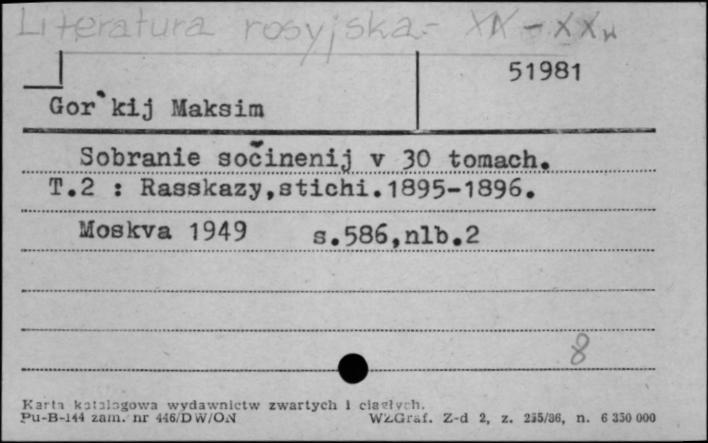 Literatura rosyjska - XIX - XX w
51981
Gor`kij Maksim
Sobranie sočinenij v 30 tomach.
T.2 : Rasskazy,stichi.1895-1896.
Moskva 1949 s.586,nlb.2
8
Karta katalogowa wydawnictw zwartych i ciągłych.
Pu-B-144 zam. nr 446/DW/ON WZGraf. Z-d 2, z. 255/86, n. 6 350 000